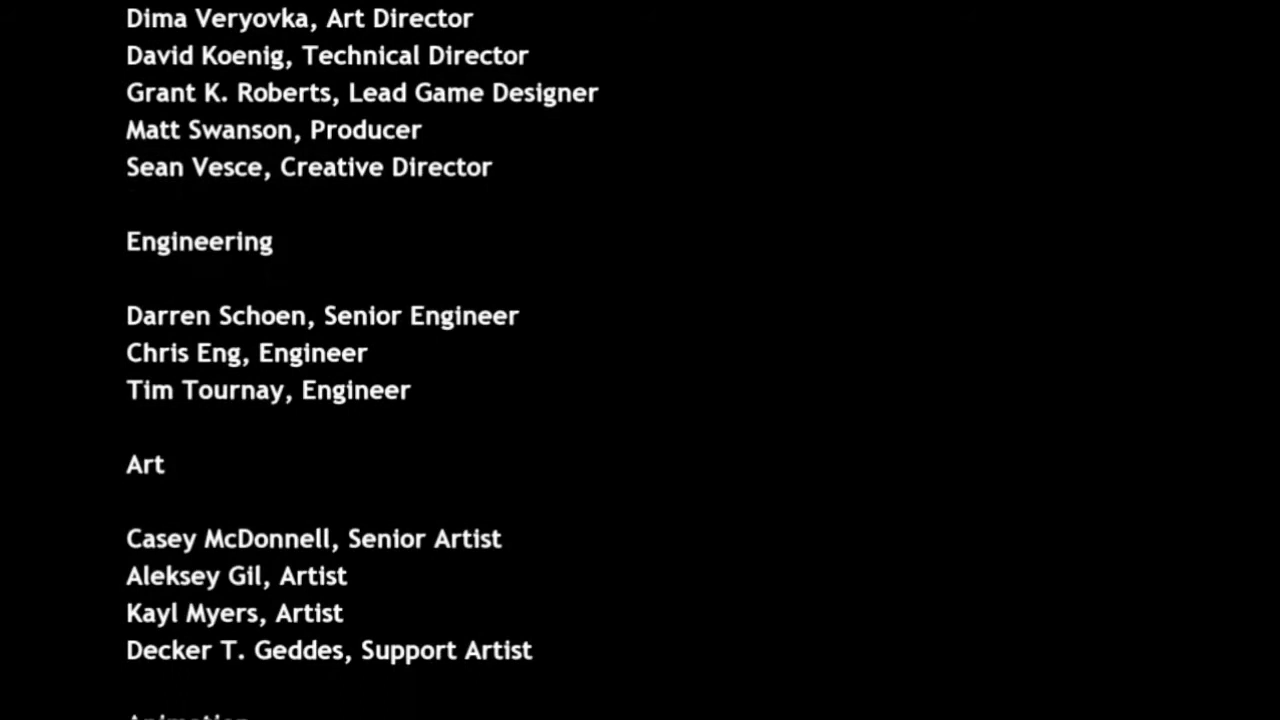 Dima Veryovka, Art Director
David Koenig, Technical Director
Grant K. Roberts, Lead Game Designer
Matt Swanson, Producer
Sean Vesce, Creative Director
Engineering
Darren Schoen, Senior Engineer
Chris Eng, Engineer
Tim Tournay, Engineer
Art
Casey McDonnell, Senior Artist
Aleksey Gil, Artist
Kayl Myers, Artist
Decker T. Geddes, Support Artist
Animation